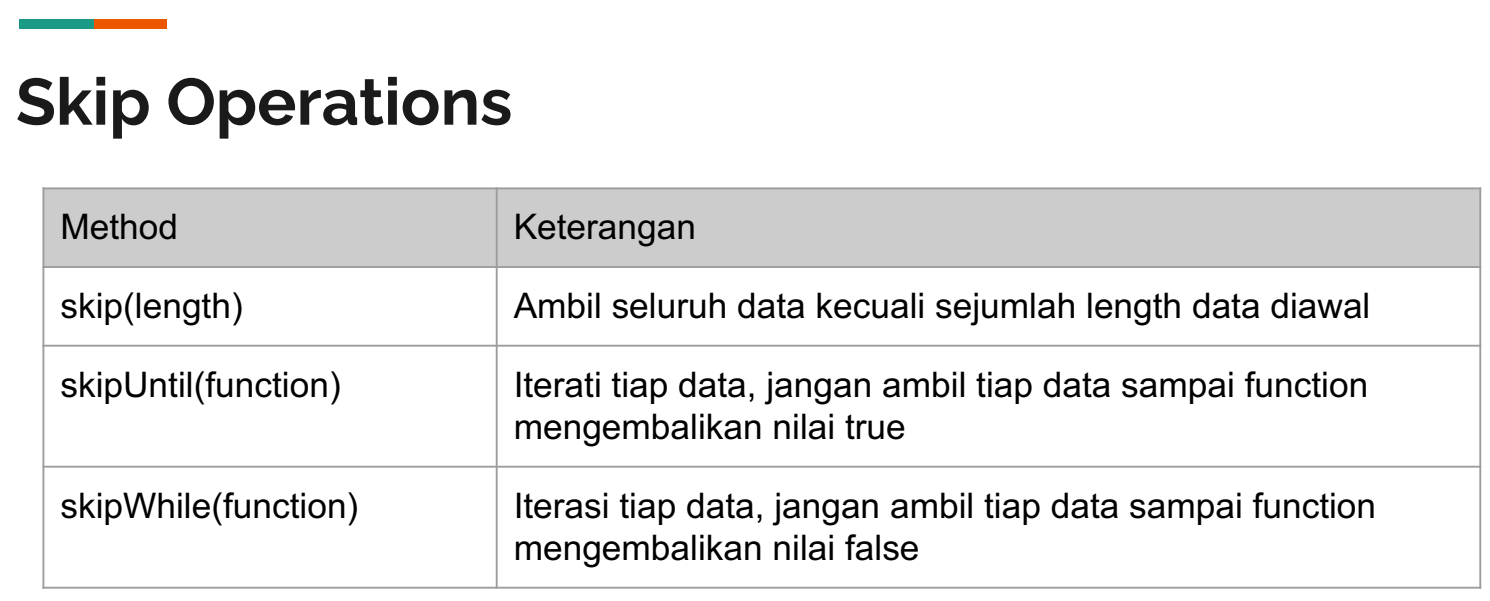 Skip Operations
Method
Keterangan
skip(length)
Ambil seluruh data kecuali sejumlah length data diawal
skipUntil(function)
Iterati tiap data, jangan ambil tiap data sampai function
mengembalikan nilai true
skipWhile(function)
Iterasi tiap data, jangan ambil tiap data sampai function
mengembalikan nilai false